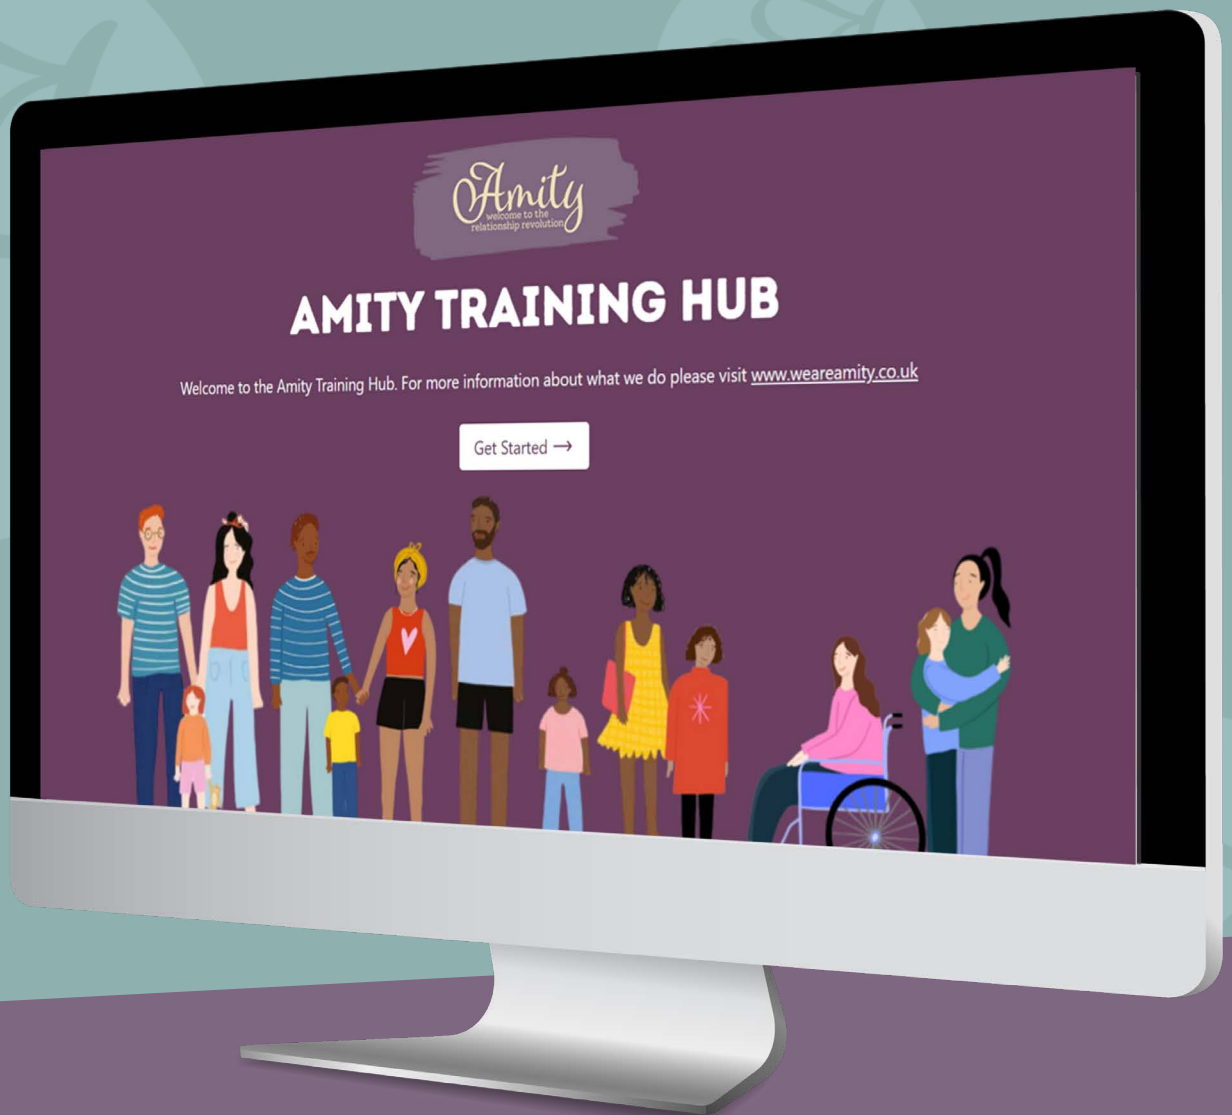 Amity
welcome to the
relationship revolution
AMITY TRAINING HUB
Welcome to the Amity Training Hub. For more information about what we do please visit www.weareamity.co.uk
Get Started →